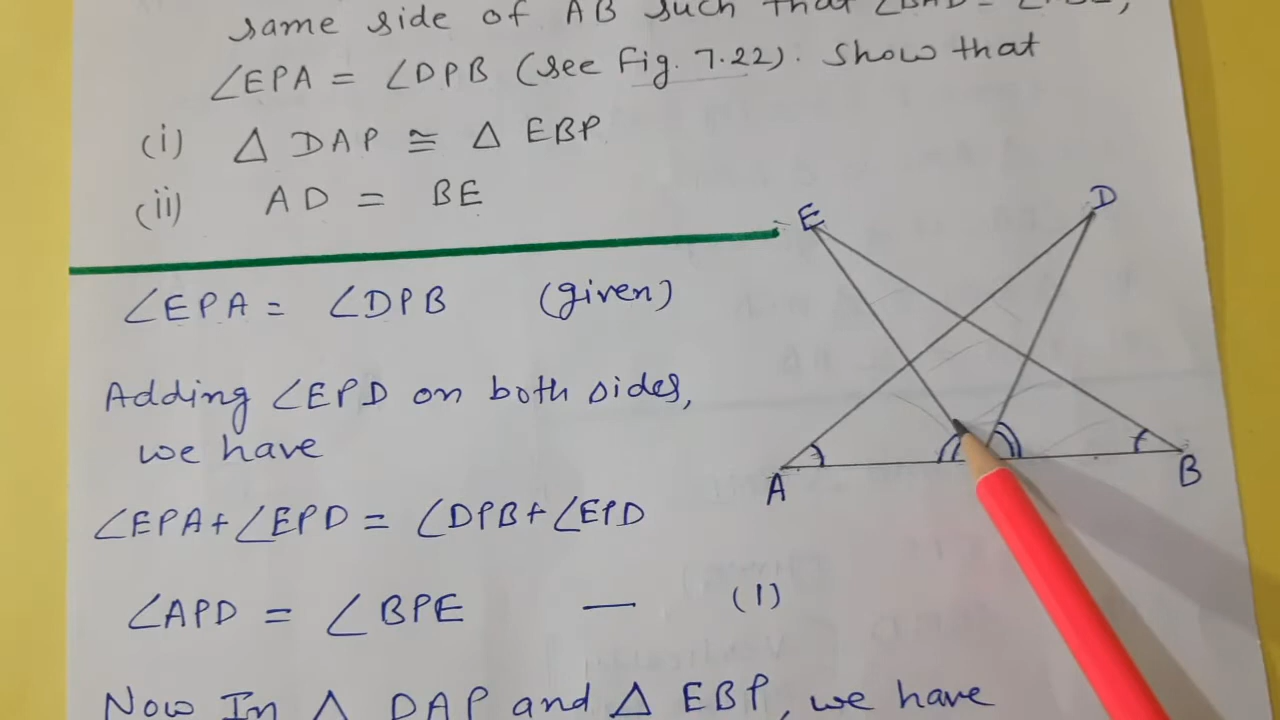 same side of AB such that
∠EPA = ∠DPB (see Fig. 7.22). Show that
(i) △ DAP ≅ △ EBP
(ii) AD = BE
∠EPA = ∠DPB (given)
Adding ∠EPD on both sides,
we have
∠EPA + ∠EPD = ∠DPB + ∠EPD
∠APD = ∠BPE — (1)
Now In △ DAP and △ EBP, we have
E
D
A
B